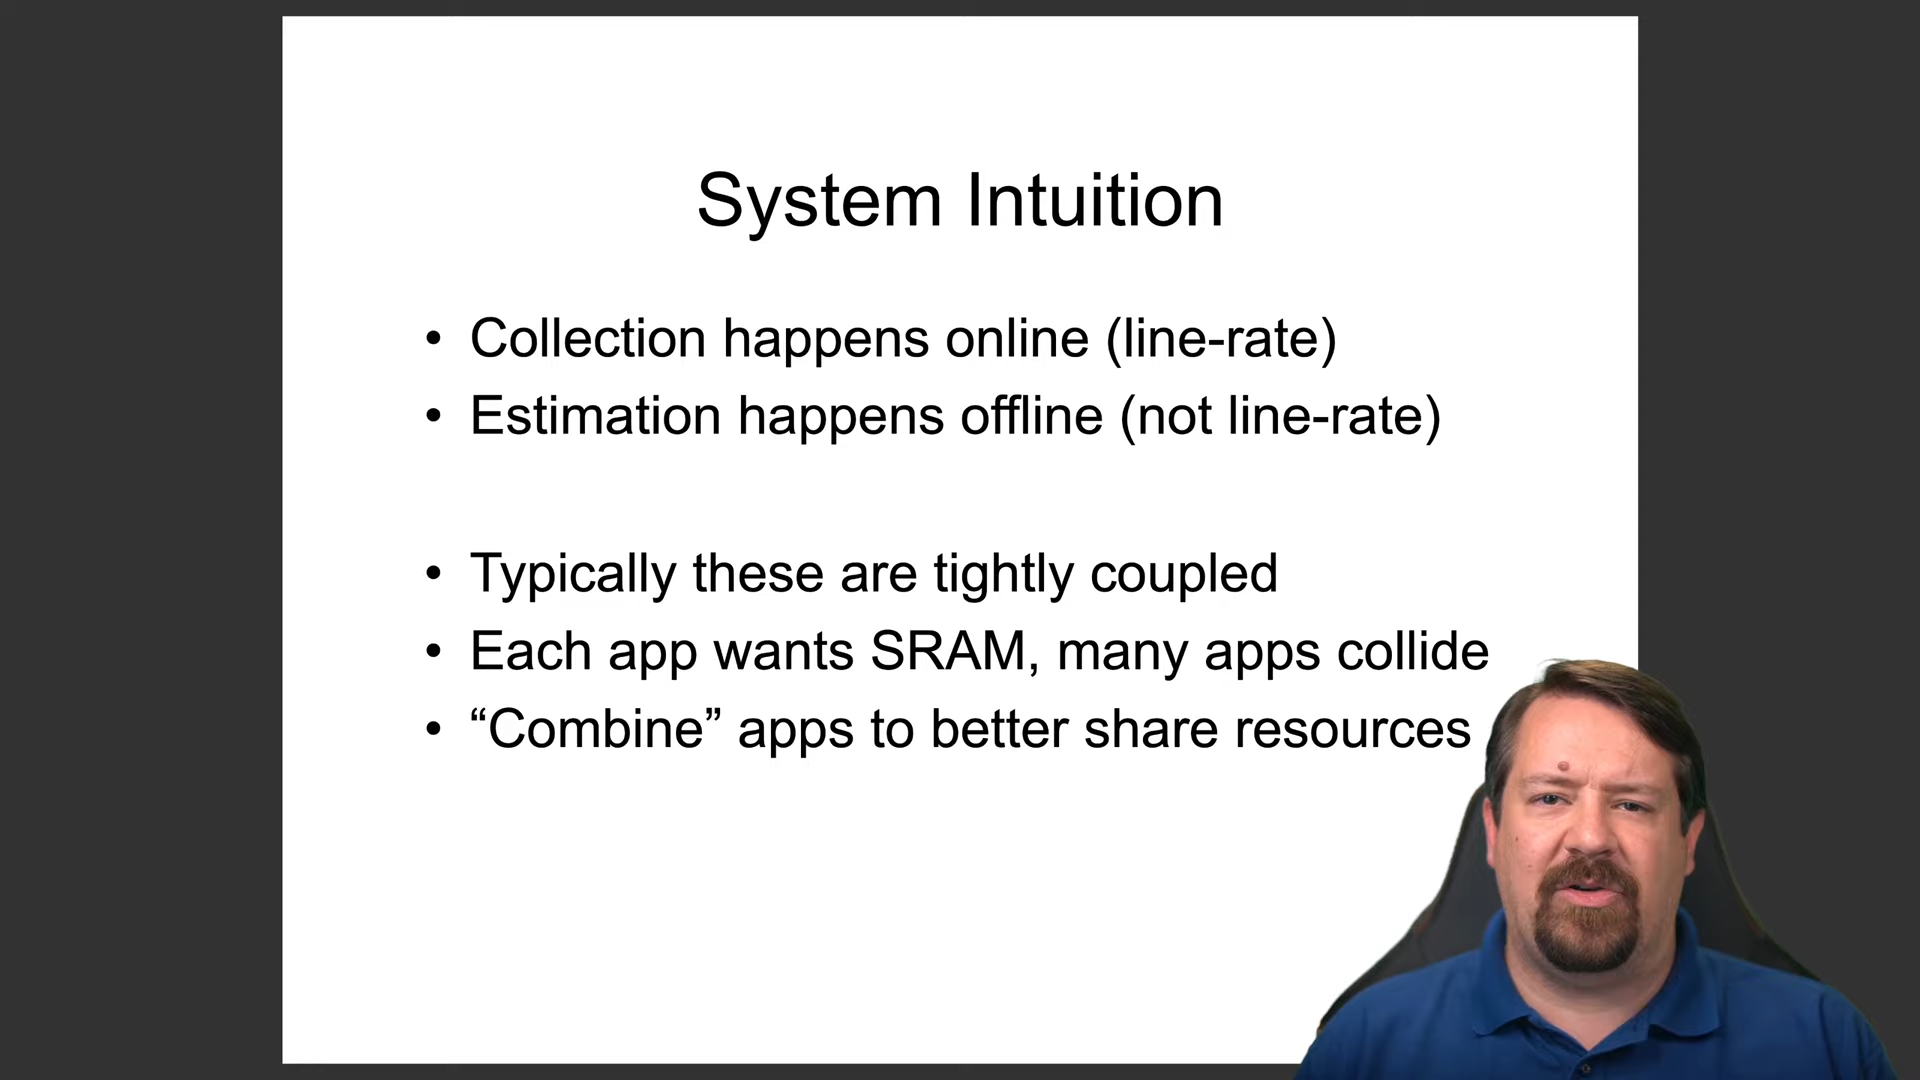 System Intuition
• Collection happens online (line-rate)
• Estimation happens offline (not line-rate)
• Typically these are tightly coupled
• Each app wants SRAM, many apps collide
• “Combine” apps to better share resources